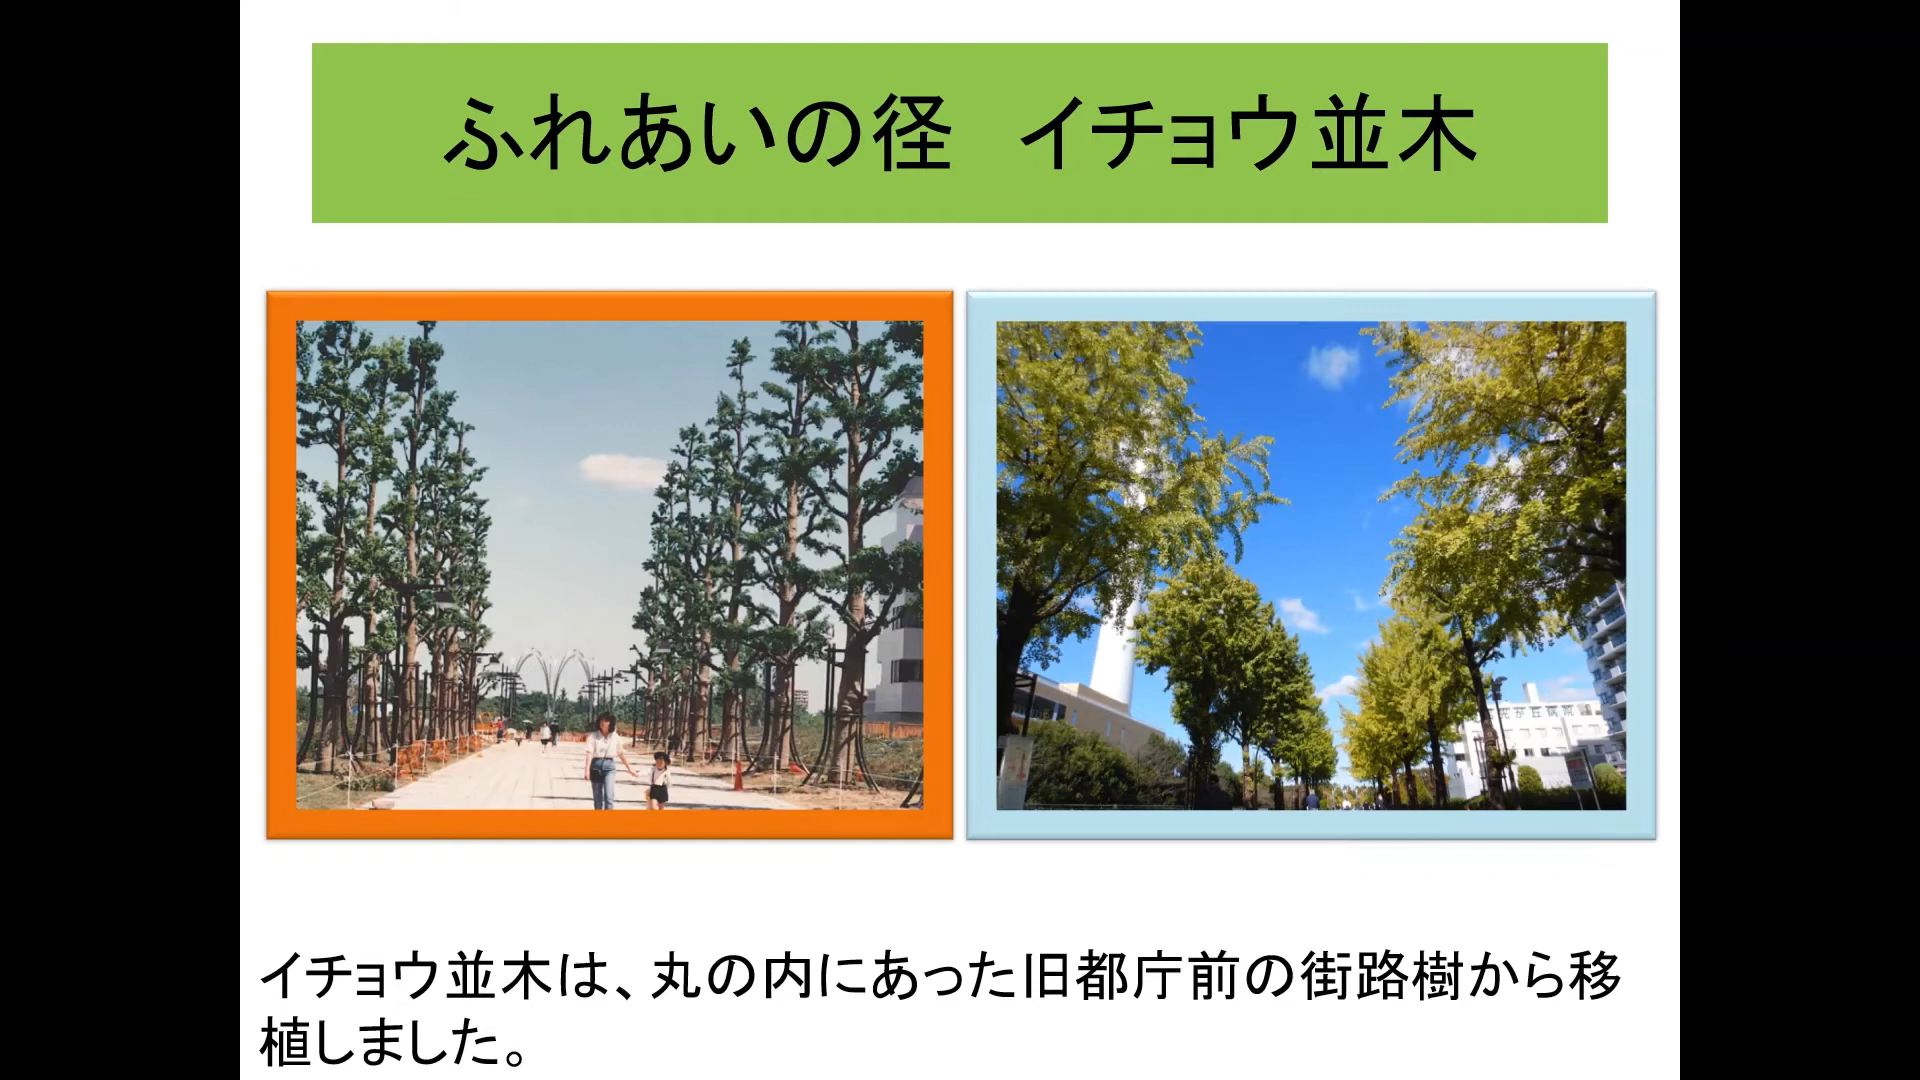 ふれあいの径　イチョウ並木
イチョウ並木は、丸の内にあった旧都庁前の街路樹から移
植しました。